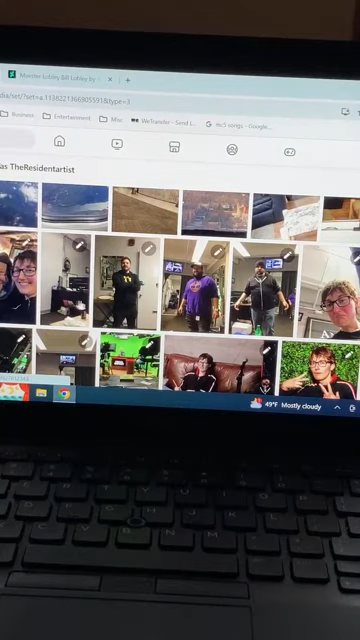 Monster Lobby Bill Lobley by
dia/set/?set=a.1138221366905591&type=3
Business
Entertainment
Misc
WeTransfer - Send L...
mc5 songs - Google...
as TheResidentartist
49°F Mostly cloudy